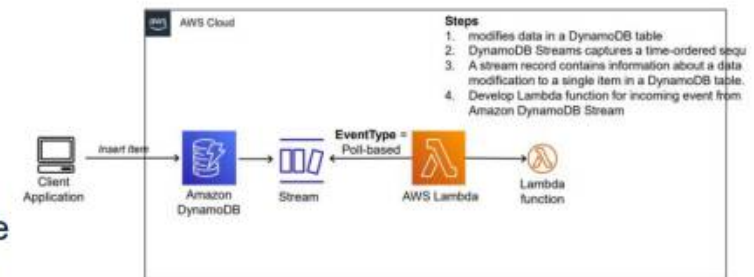 aws
AWS Cloud
Steps
1. modifies data in a DynamoDB table
2. DynamoDB Streams captures a time-ordered sequ
3. A stream record contains information about a data
modification to a single item in a DynamoDB table.
4. Develop Lambda function for incoming event from
Amazon DynamoDB Stream
Insert Item
EventType =
Poll-based
Client
Application
Amazon
DynamoDB
Stream
AWS Lambda
Lambda
function
e